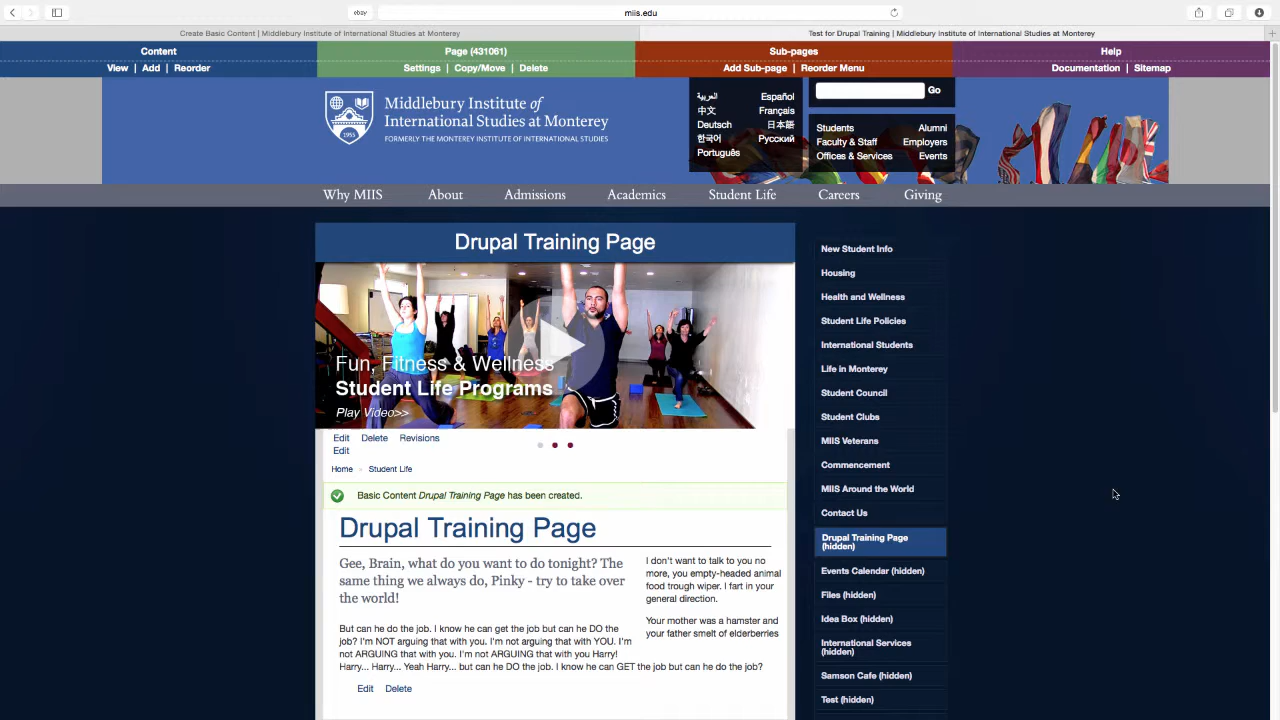 ebay
miis.edu
Create Basic Content | Middlebury Institute of International Studies at Monterey
Test for Drupal Training | Middlebury Institute of International Studies at Monterey
Content
Page (431061)
Sub-pages
Help
View | Add | Reorder
Settings | Copy/Move | Delete
Add Sub-page | Reorder Menu
Documentation | Sitemap
Middlebury Institute of
International Studies at Monterey
FORMERLY THE MONTEREY INSTITUTE OF INTERNATIONAL STUDIES
1955
العربية Español
中文 Français
Deutsch 日本語
한국어 Русский
Português
Go
Students Alumni
Faculty & Staff Employers
Offices & Services Events
Why MIIS About Admissions Academics Student Life Careers Giving
Drupal Training Page
Fun, Fitness & Wellness
Student Life Programs
Play Video>>
Edit Delete Revisions
Edit
Home » Student Life
Basic Content Drupal Training Page has been created.
Drupal Training Page
Gee, Brain, what do you want to do tonight? The
same thing we always do, Pinky - try to take over
the world!
But can he do the job. I know he can get the job but can he DO the
job? I'm NOT arguing that with you. I'm not arguing that with YOU. I'm
not ARGUING that with you. I'm not ARGUING that with you Harry!
Harry... Harry... Yeah Harry... but can he DO the job. I know he can GET the job but can he do the job?
I don't want to talk to you no
more, you empty-headed animal
food trough wiper. I fart in your
general direction.
Your mother was a hamster and
your father smelt of elderberries
Edit Delete
New Student Info
Housing
Health and Wellness
Student Life Policies
International Students
Life in Monterey
Student Council
Student Clubs
MIIS Veterans
Commencement
MIIS Around the World
Contact Us
Drupal Training Page
(hidden)
Events Calendar (hidden)
Files (hidden)
Idea Box (hidden)
International Services
(hidden)
Samson Cafe (hidden)
Test (hidden)